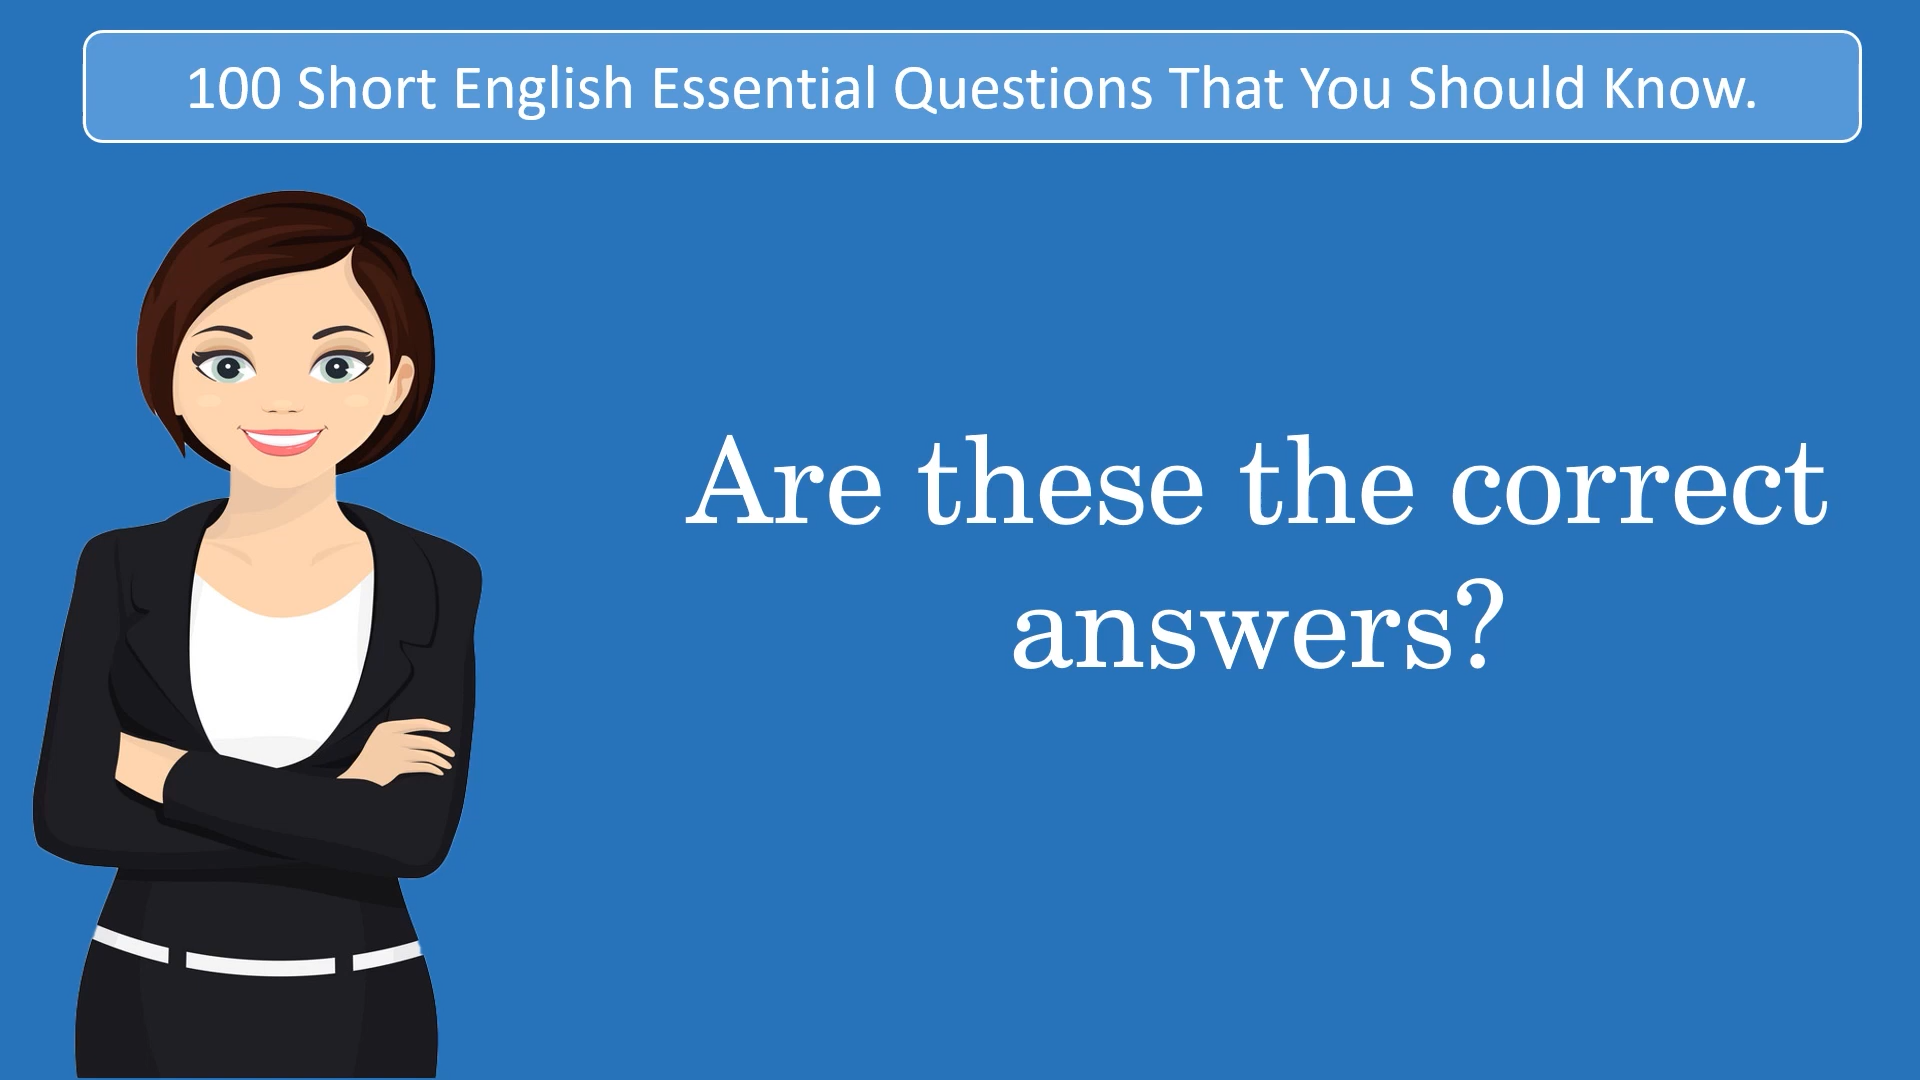 100 Short English Essential Questions That You Should Know.
Are these the correct
answers?